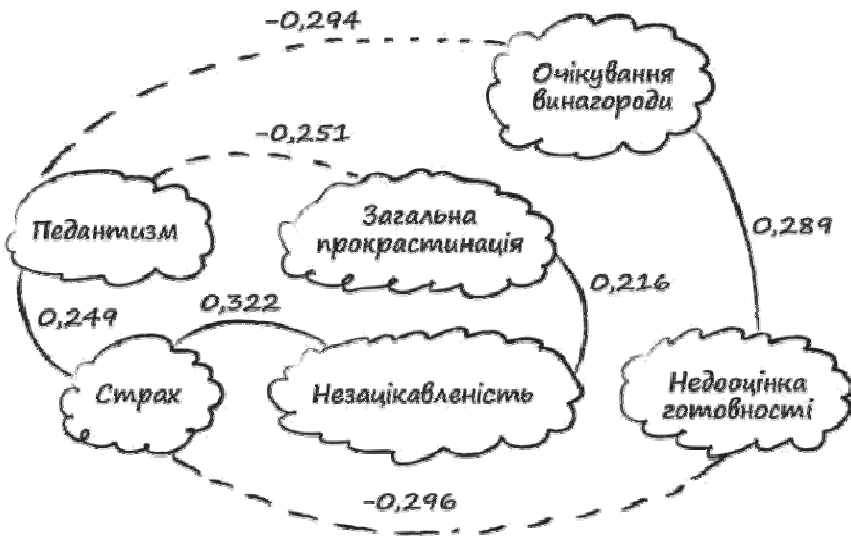 -0,294
Очікування
винагороди
-0,251
Педантизм
Загальна
прокрастинація
0,289
0,249
0,322
0,216
Страх
Незацікавленість
Недооцінка
готовності
-0,296